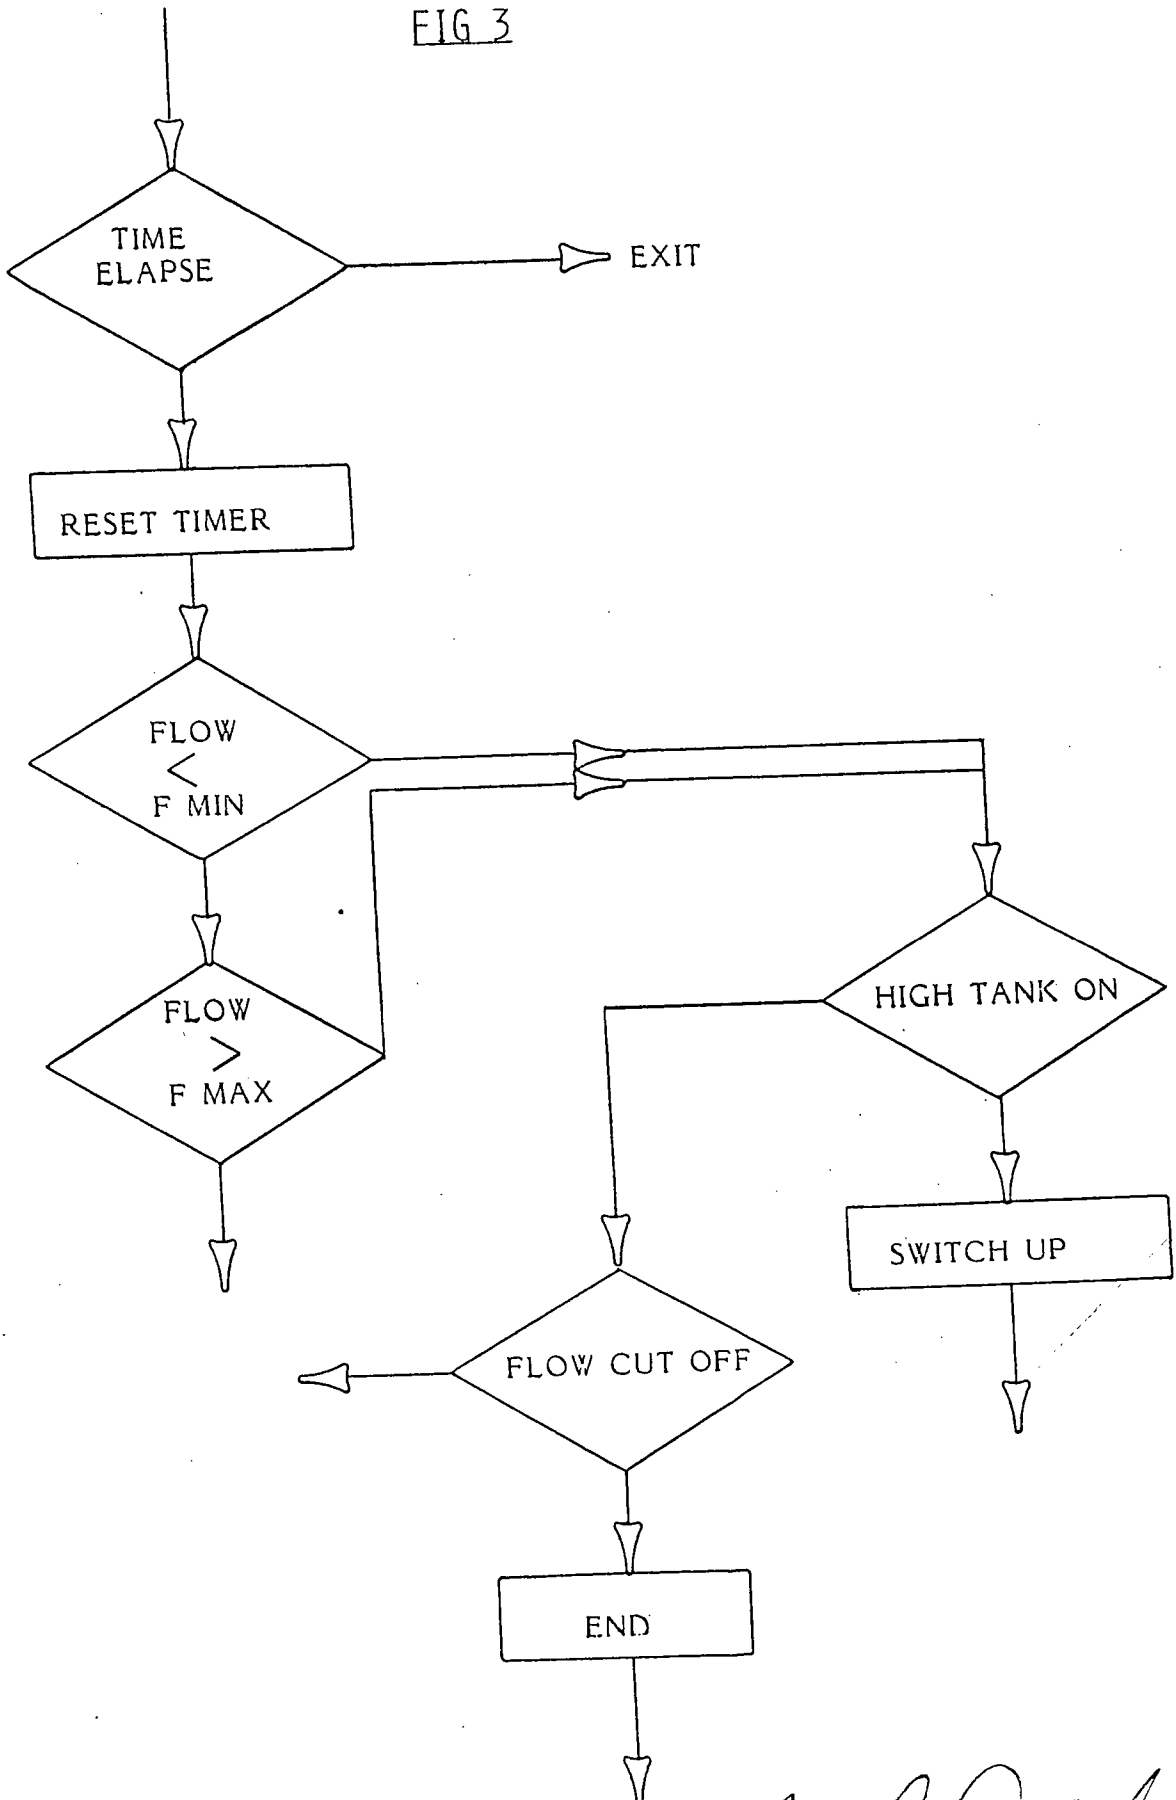 FIG 3
TIME
ELAPSE
EXIT
RESET TIMER
FLOW
<
F MIN
FLOW
>
F MAX
HIGH TANK ON
SWITCH UP
FLOW CUT OFF
END